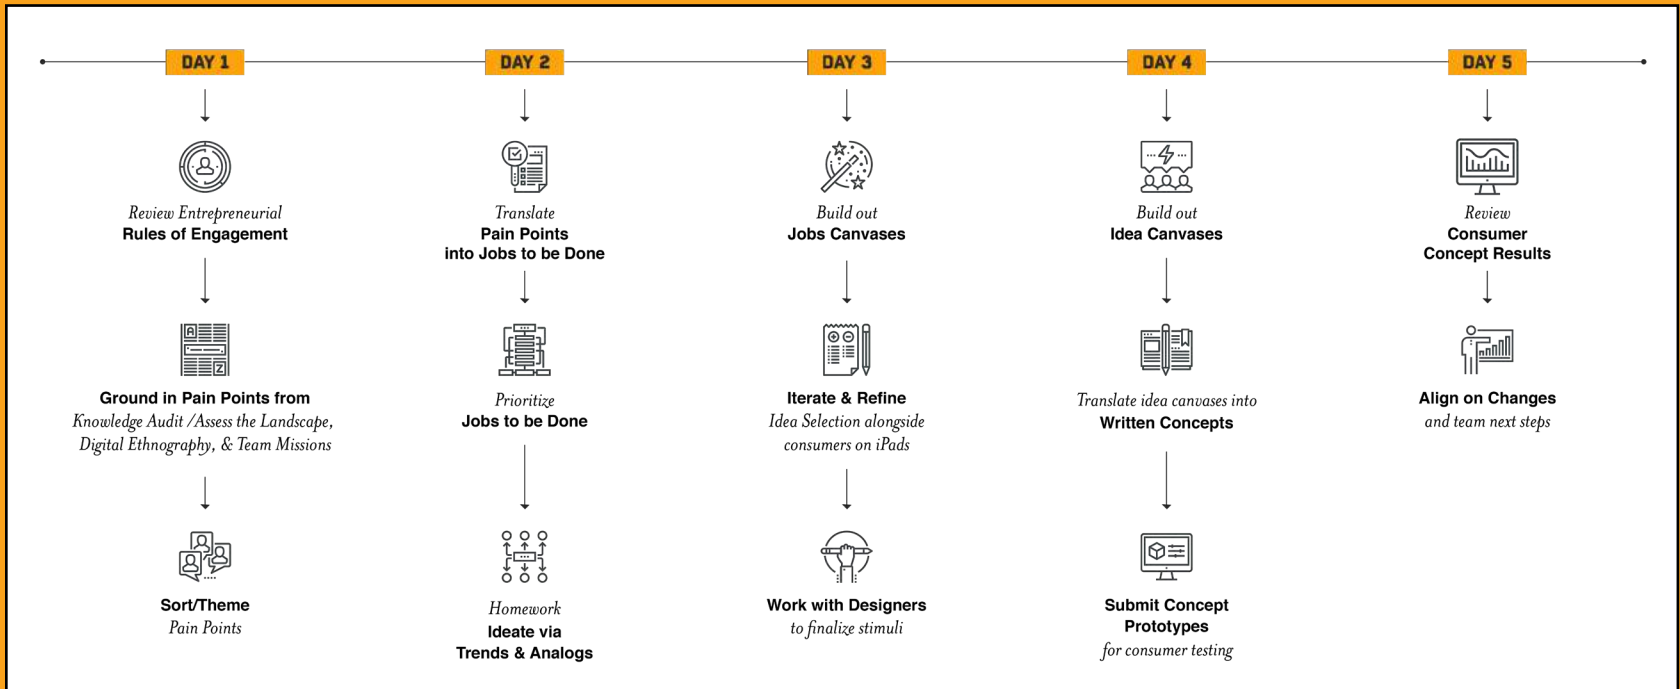 DAY 1
DAY 2
DAY 3
DAY 4
DAY 5
Review Entrepreneurial
Rules of Engagement
Ground in Pain Points from
Knowledge Audit /Assess the Landscape,
Digital Ethnography, & Team Missions
Sort/Theme
Pain Points
Translate
Pain Points
into Jobs to be Done
Prioritize
Jobs to be Done
Homework
Ideate via
Trends & Analogs
Build out
Jobs Canvases
Iterate & Refine
Idea Selection alongside
consumers on iPads
Work with Designers
to finalize stimuli
Build out
Idea Canvases
Translate idea canvases into
Written Concepts
Submit Concept
Prototypes
for consumer testing
Review
Consumer
Concept Results
Align on Changes
and team next steps